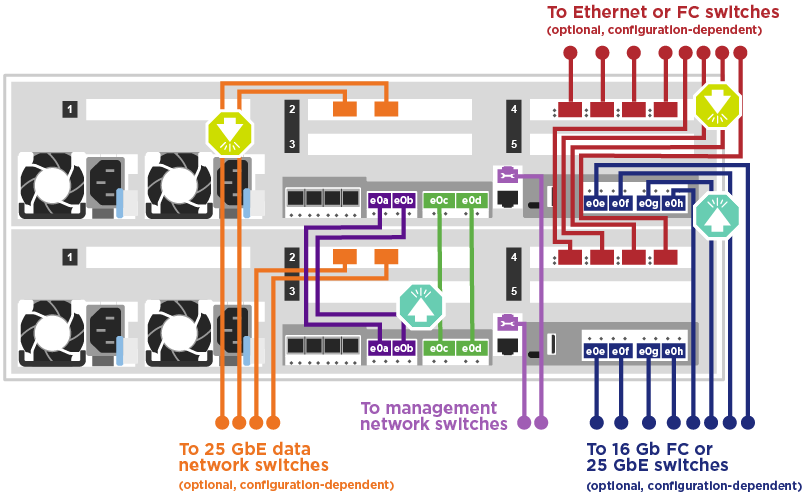 To Ethernet or FC switches
(optional, configuration-dependent)
1
2
4
3
5
e0a e0b e0c e0d
e0e e0f e0g e0h
1
2
4
3
5
e0a e0b e0c e0d
e0e e0f e0g e0h
To management
network switches
To 25 GbE data
network switches
(optional, configuration-dependent)
To 16 Gb FC or
25 GbE switches
(optional, configuration-dependent)